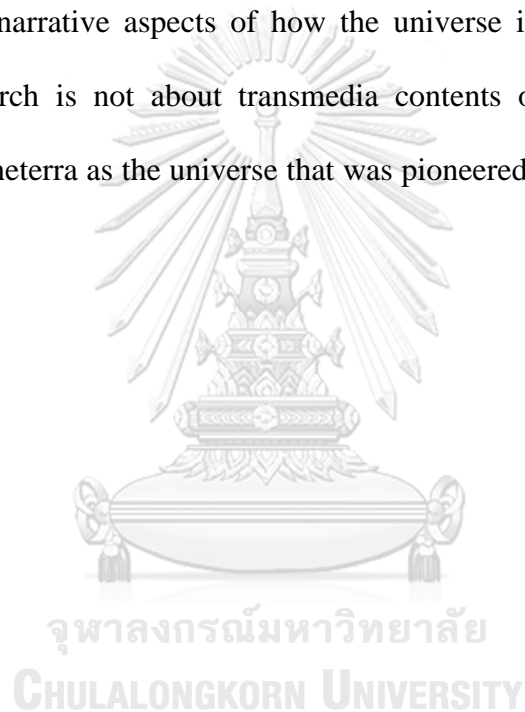 narrative aspects of how the universe i
rch is not about transmedia contents o
neterra as the universe that was pioneered
จุฬาลงกรณ์มหาวิทยาลัย
CHULALONGKORN UNIVERSITY